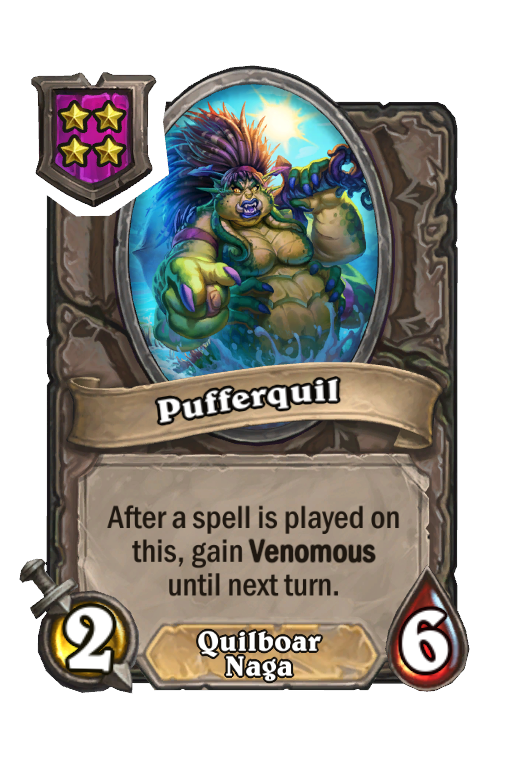 Pufferquil
After a spell is played on
this, gain Venomous
until next turn.
2
Quilboar
Naga
6